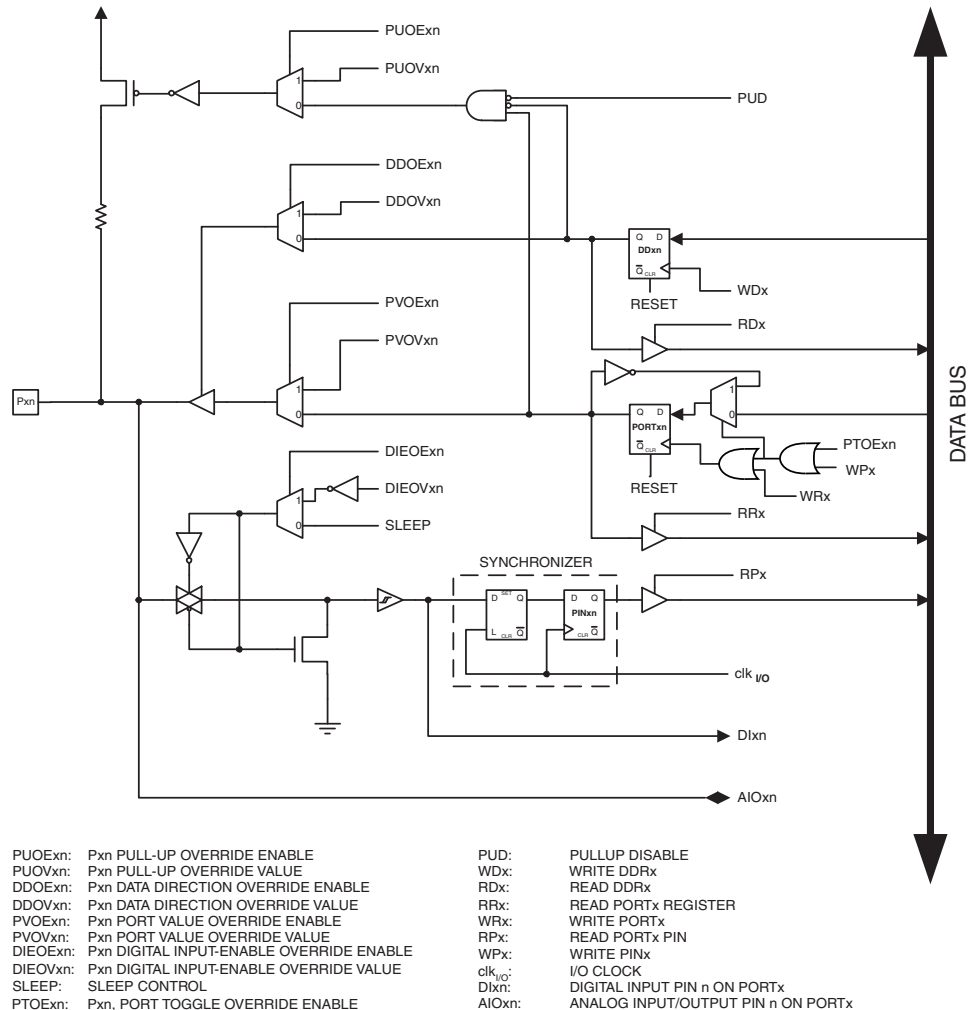 PUOExn
PUOVxn
1
0
PUD
DDOExn
DDOVxn
1
0
Q D
DDxn
Q CLR
WDx
RESET
RDx
PVOExn
PVOVxn
1
0
Pxn
1
0
Q D
PORTxn
Q CLR
PTOExn
WPx
RESET
WRx
RRx
DATA BUS
DIEOExn
DIEOVxn
1
0
SLEEP
SYNCHRONIZER
RPx
D SET Q
L CLR Q
D Q
PINxn
CLR Q
clk I/O
DIxn
AIOxn
PUOExn: Pxn PULL-UP OVERRIDE ENABLE
PUOVxn: Pxn PULL-UP OVERRIDE VALUE
DDOExn: Pxn DATA DIRECTION OVERRIDE ENABLE
DDOVxn: Pxn DATA DIRECTION OVERRIDE VALUE
PVOExn: Pxn PORT VALUE OVERRIDE ENABLE
PVOVxn: Pxn PORT VALUE OVERRIDE VALUE
DIEOExn: Pxn DIGITAL INPUT-ENABLE OVERRIDE ENABLE
DIEOVxn: Pxn DIGITAL INPUT-ENABLE OVERRIDE VALUE
SLEEP: SLEEP CONTROL
PTOExn: Pxn, PORT TOGGLE OVERRIDE ENABLE
PUD: PULLUP DISABLE
WDx: WRITE DDRx
RDx: READ DDRx
RRx: READ PORTx REGISTER
WRx: WRITE PORTx
RPx: READ PORTx PIN
WPx: WRITE PINx
clk I/O: I/O CLOCK
DIxn: DIGITAL INPUT PIN n ON PORTx
AIOxn: ANALOG INPUT/OUTPUT PIN n ON PORTx